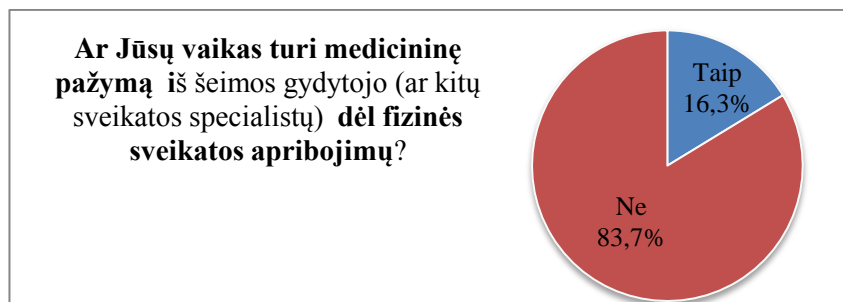 Ar Jūsų vaikas turi medicininę
pažymą iš šeimos gydytojo (ar kitų
sveikatos specialistų) dėl fizinės
sveikatos apribojimų?
Taip
16,3%
Ne
83,7%